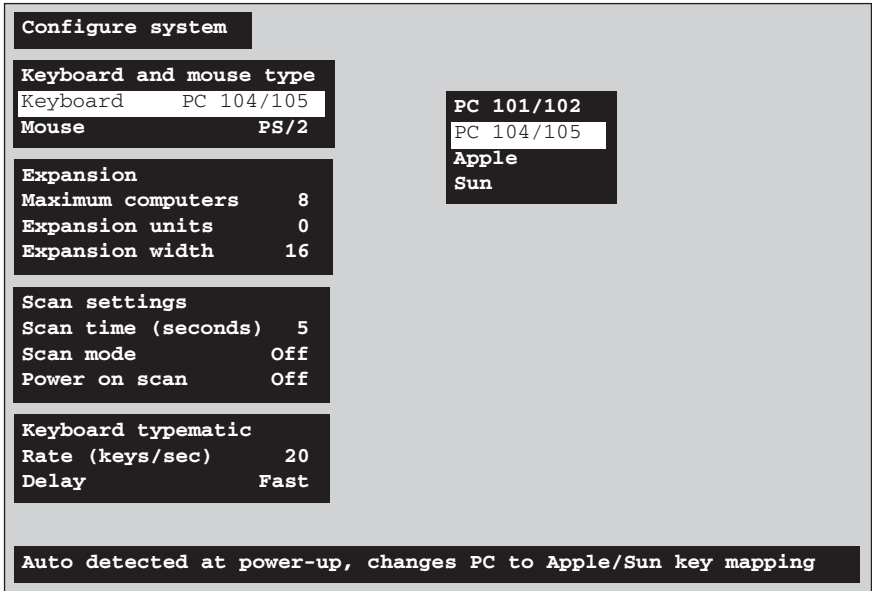 Configure system
Keyboard and mouse type
Keyboard PC 104/105
Mouse PS/2
Expansion
Maximum computers 8
Expansion units 0
Expansion width 16
Scan settings
Scan time (seconds) 5
Scan mode Off
Power on scan Off
Keyboard typematic
Rate (keys/sec) 20
Delay Fast
PC 101/102
PC 104/105
Apple
Sun
Auto detected at power-up, changes PC to Apple/Sun key mapping